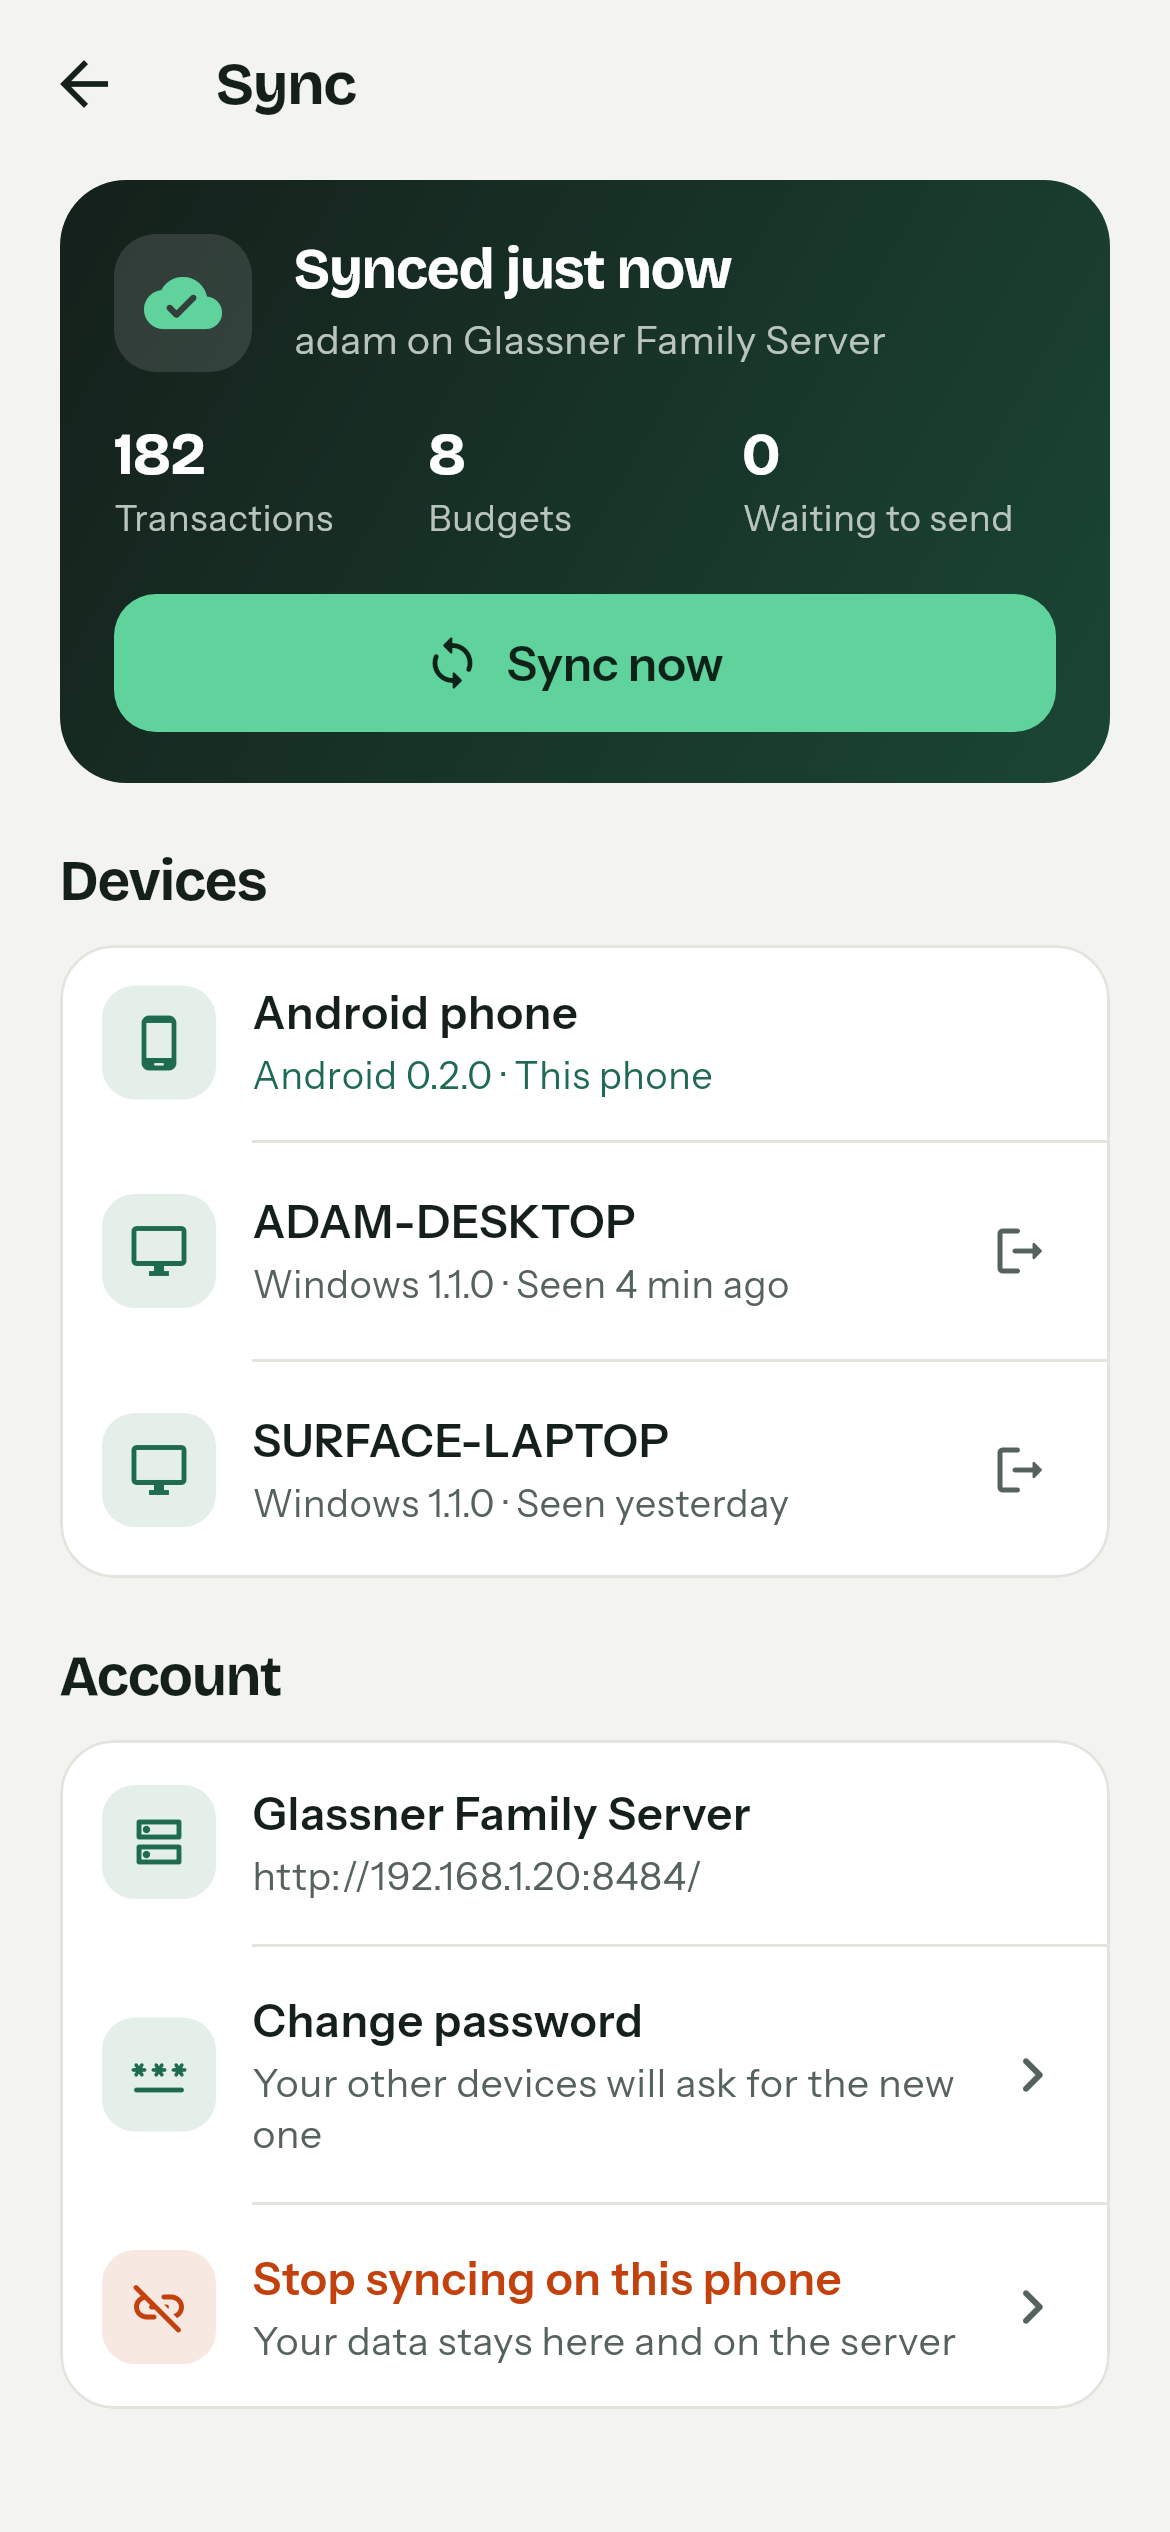 Sync
Synced just now
adam on Glassner Family Server
182
8
0
Transactions
Budgets
Waiting to send
Sync now
Devices
Android phone
Android 0.2.0 · This phone
ADAM-DESKTOP
Windows 1.1.0 · Seen 4 min ago
SURFACE-LAPTOP
Windows 1.1.0 · Seen yesterday
Account
Glassner Family Server
http://192.168.1.20:8484/
Change password
Your other devices will ask for the new
one
Stop syncing on this phone
Your data stays here and on the server